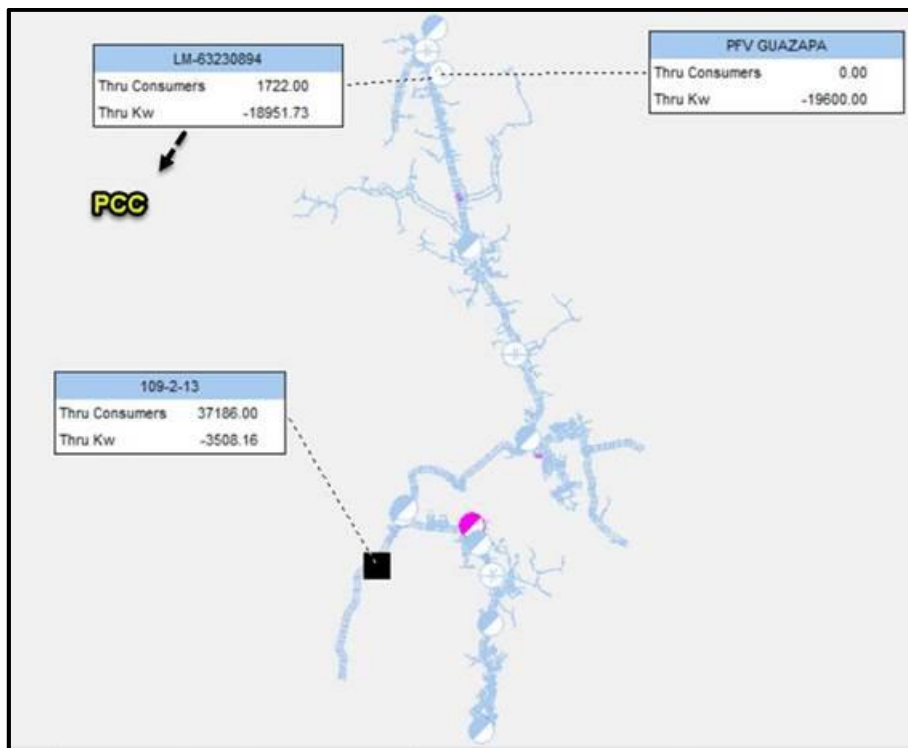 LM-63230894
Thru Consumers 1722.00
Thru Kw -18951.73
PFV GUAZAPA
Thru Consumers 0.00
Thru Kw -19600.00
PCC
109-2-13
Thru Consumers 37186.00
Thru Kw -3508.16